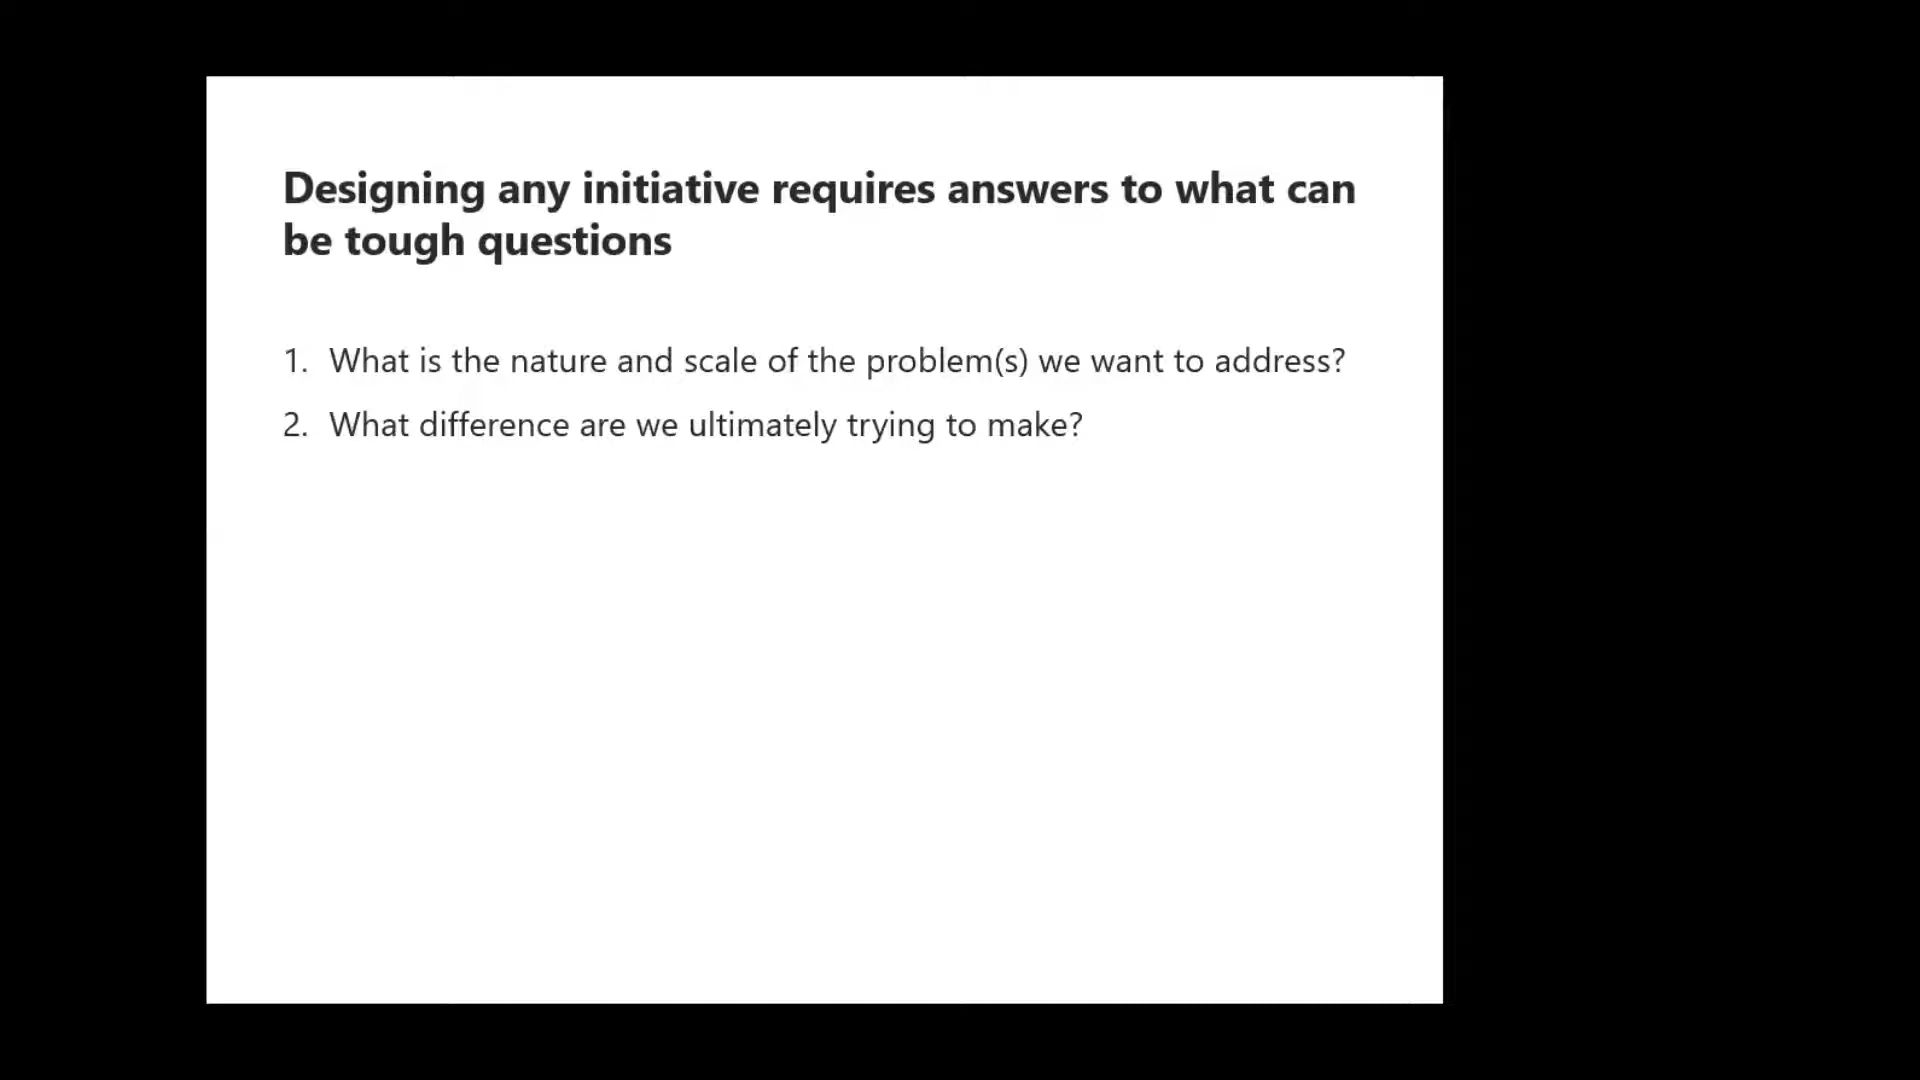 Designing any initiative requires answers to what can
be tough questions
1. What is the nature and scale of the problem(s) we want to address?
2. What difference are we ultimately trying to make?